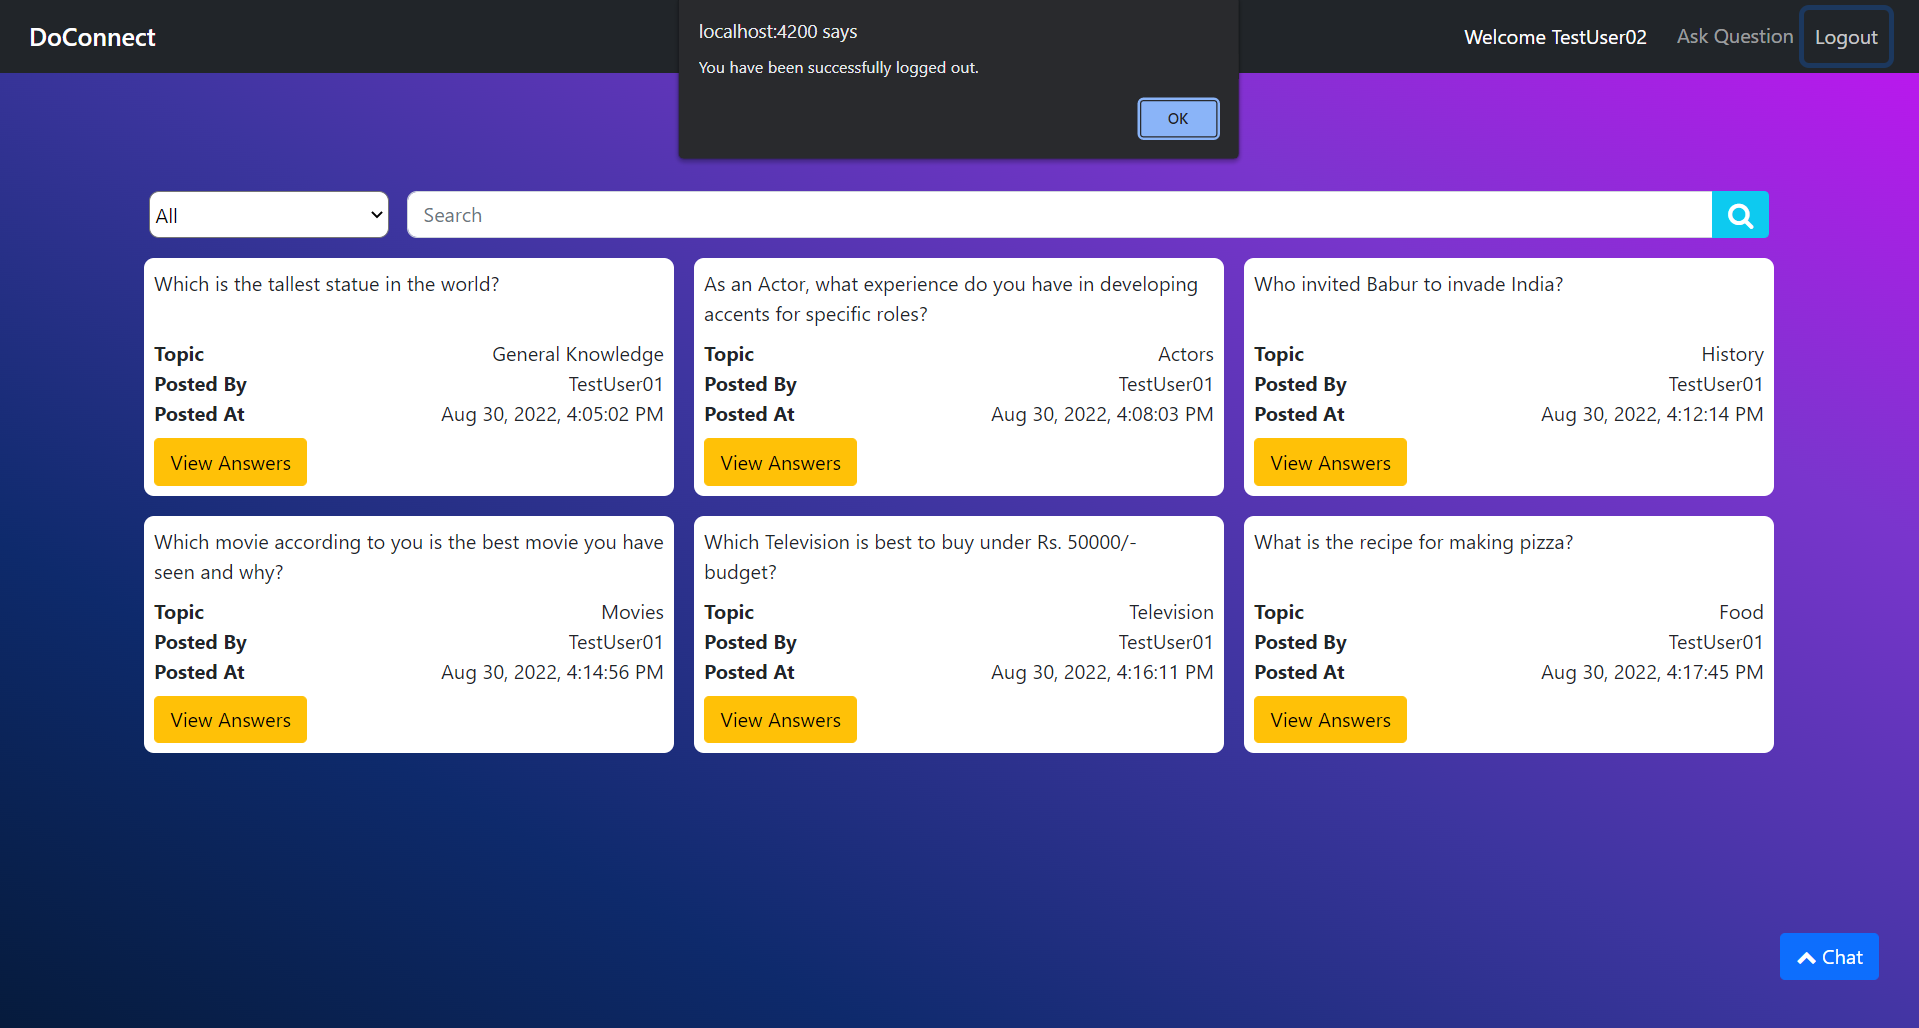 DoConnect
localhost:4200 says
You have been successfully logged out.
OK
Welcome TestUser02
Ask Question
Logout
All
Search
Which is the tallest statue in the world?
Topic General Knowledge
Posted By TestUser01
Posted At Aug 30, 2022, 4:05:02 PM
View Answers
As an Actor, what experience do you have in developing
accents for specific roles?
Topic Actors
Posted By TestUser01
Posted At Aug 30, 2022, 4:08:03 PM
View Answers
Who invited Babur to invade India?
Topic History
Posted By TestUser01
Posted At Aug 30, 2022, 4:12:14 PM
View Answers
Which movie according to you is the best movie you have
seen and why?
Topic Movies
Posted By TestUser01
Posted At Aug 30, 2022, 4:14:56 PM
View Answers
Which Television is best to buy under Rs. 50000/-
budget?
Topic Television
Posted By TestUser01
Posted At Aug 30, 2022, 4:16:11 PM
View Answers
What is the recipe for making pizza?
Topic Food
Posted By TestUser01
Posted At Aug 30, 2022, 4:17:45 PM
View Answers
Chat